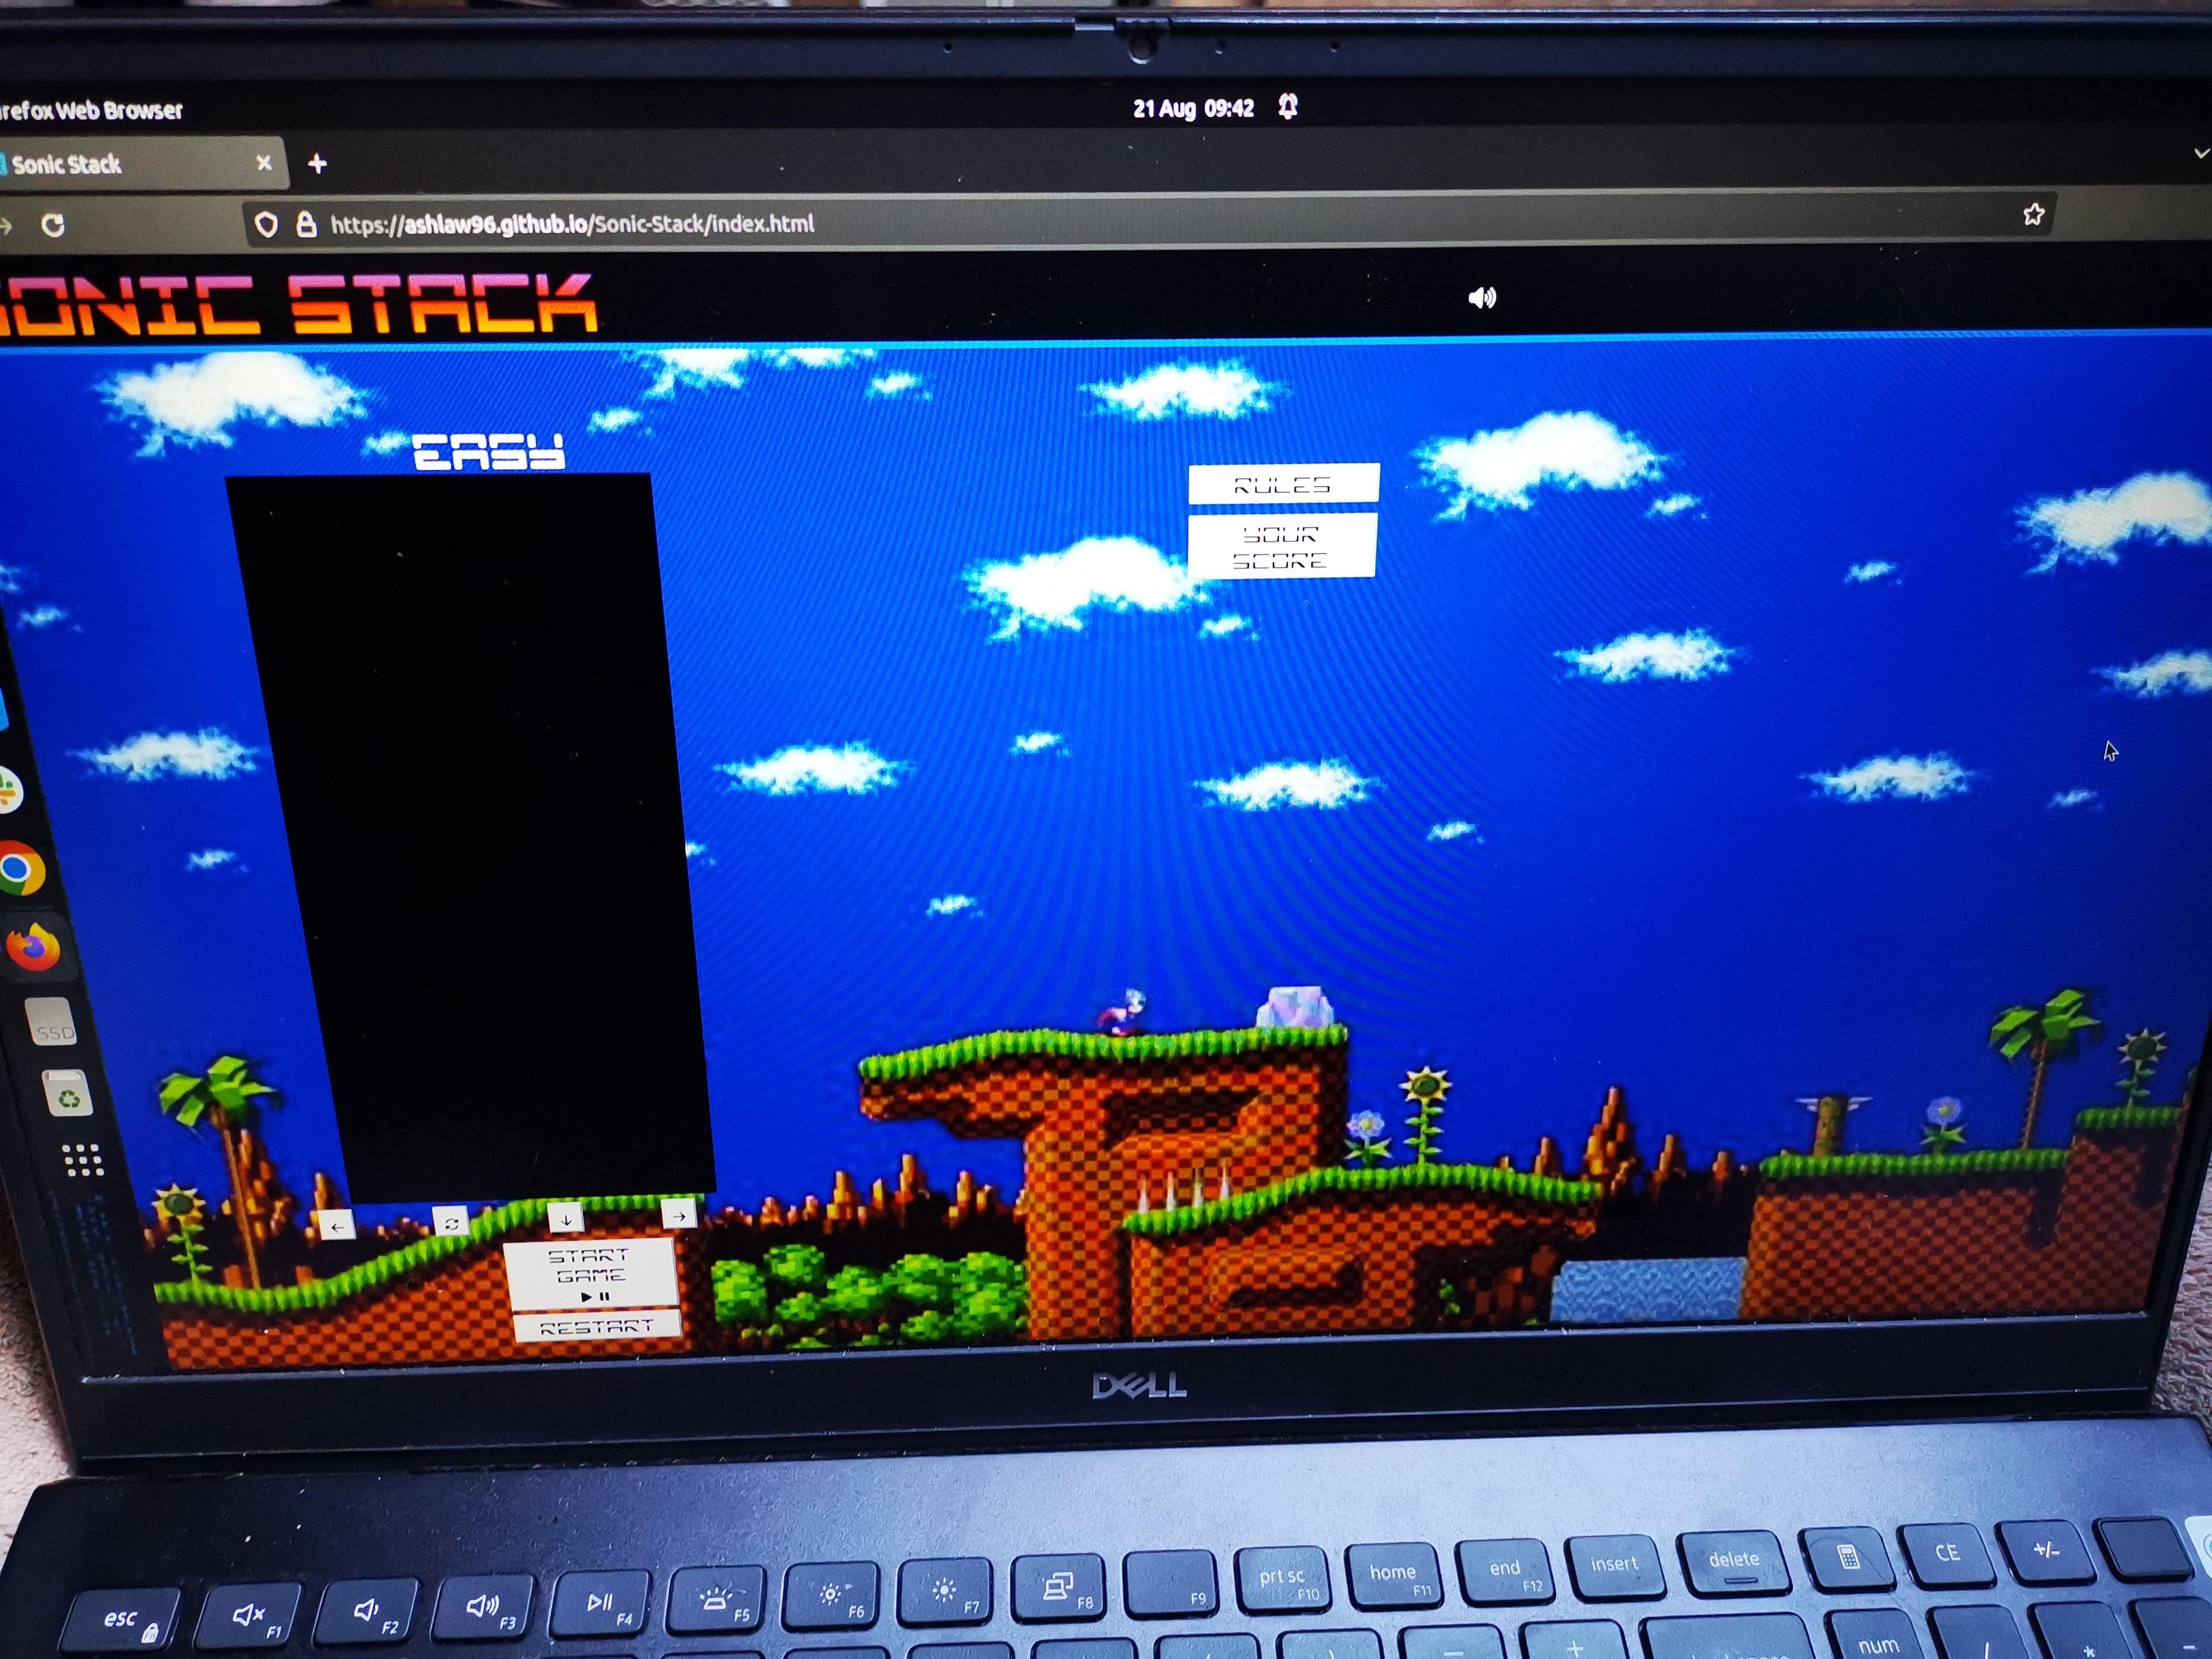 refox Web Browser
21 Aug 09:42
Sonic Stack
https://ashlaw96.github.io/Sonic-Stack/index.html
SONIC STACK
EASY
RULES
YOUR
SCORE
START
GAME
RESTART
SSD
DELL
esc
F1
F2
F3
F4
F5
F6
F7
F8
F9
prt sc
F10
home
F11
end
F12
insert
delete
CE
+/-
num